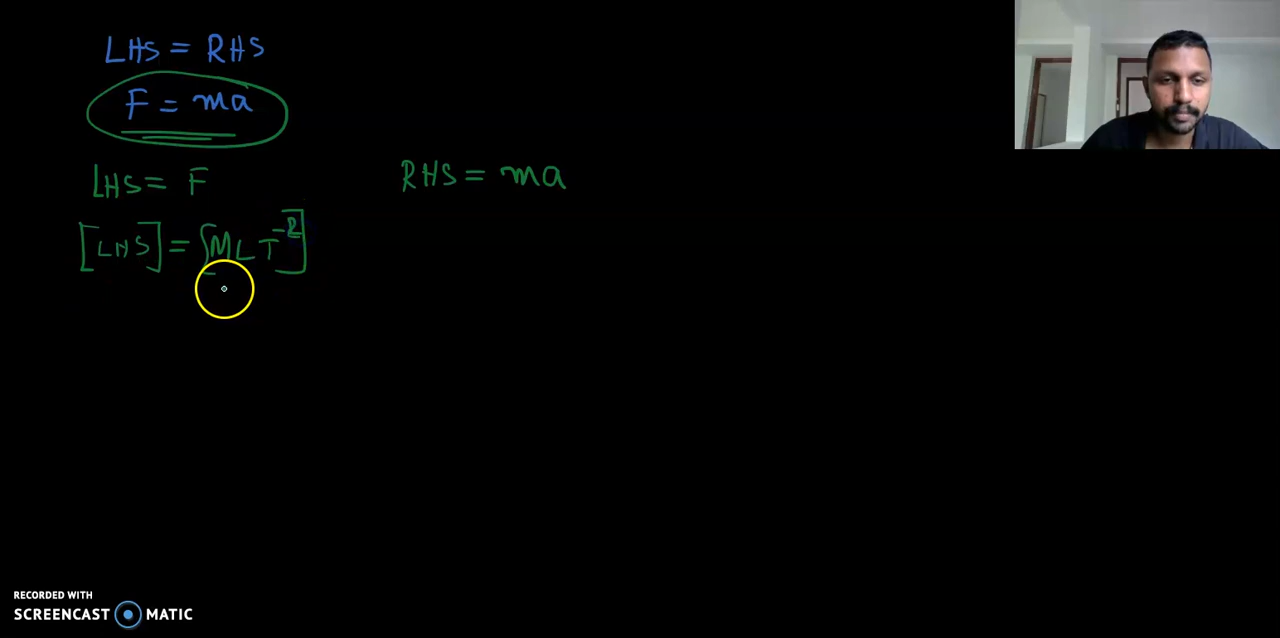 LHS = RHS
F = ma
LHS = F
RHS = ma
[LHS] = [MLT⁻²]
RECORDED WITH
SCREENCAST MATIC